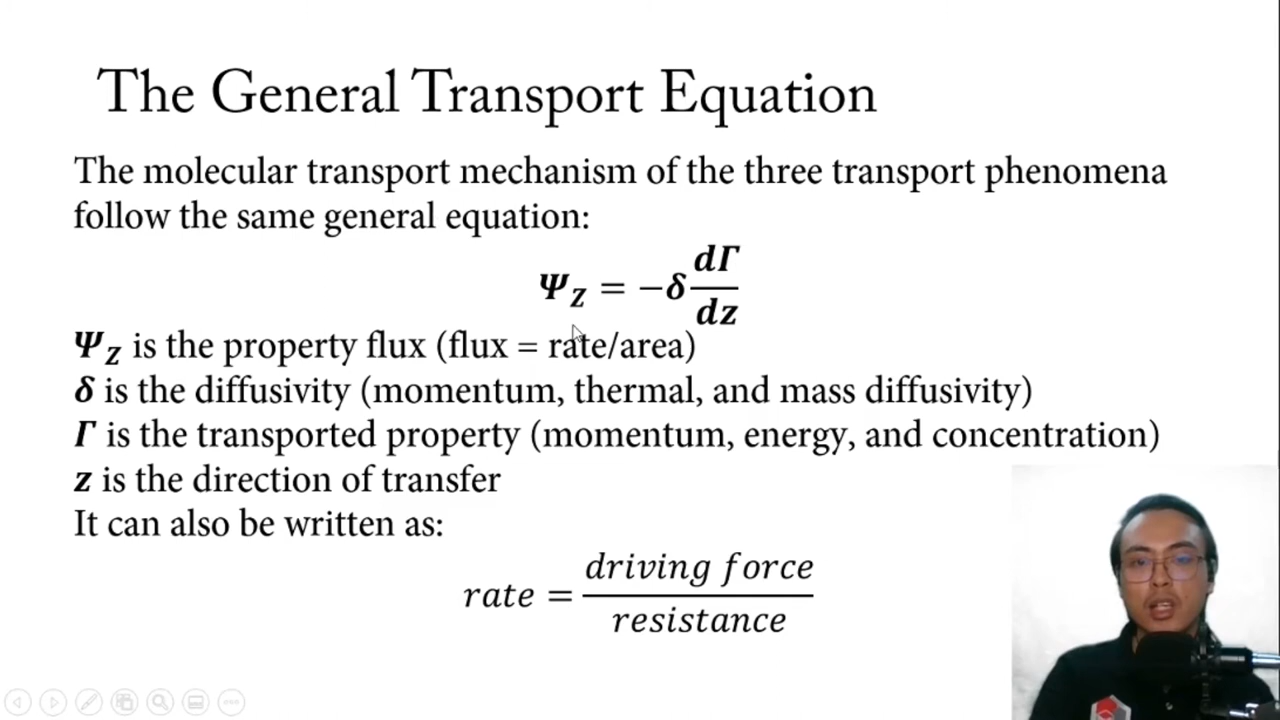 The General Transport Equation
The molecular transport mechanism of the three transport phenomena
follow the same general equation:
Ψ_Z = −δ dΓ/dz
Ψ_Z is the property flux (flux = rate/area)
δ is the diffusivity (momentum, thermal, and mass diffusivity)
Γ is the transported property (momentum, energy, and concentration)
z is the direction of transfer
It can also be written as:
rate = driving force/resistance